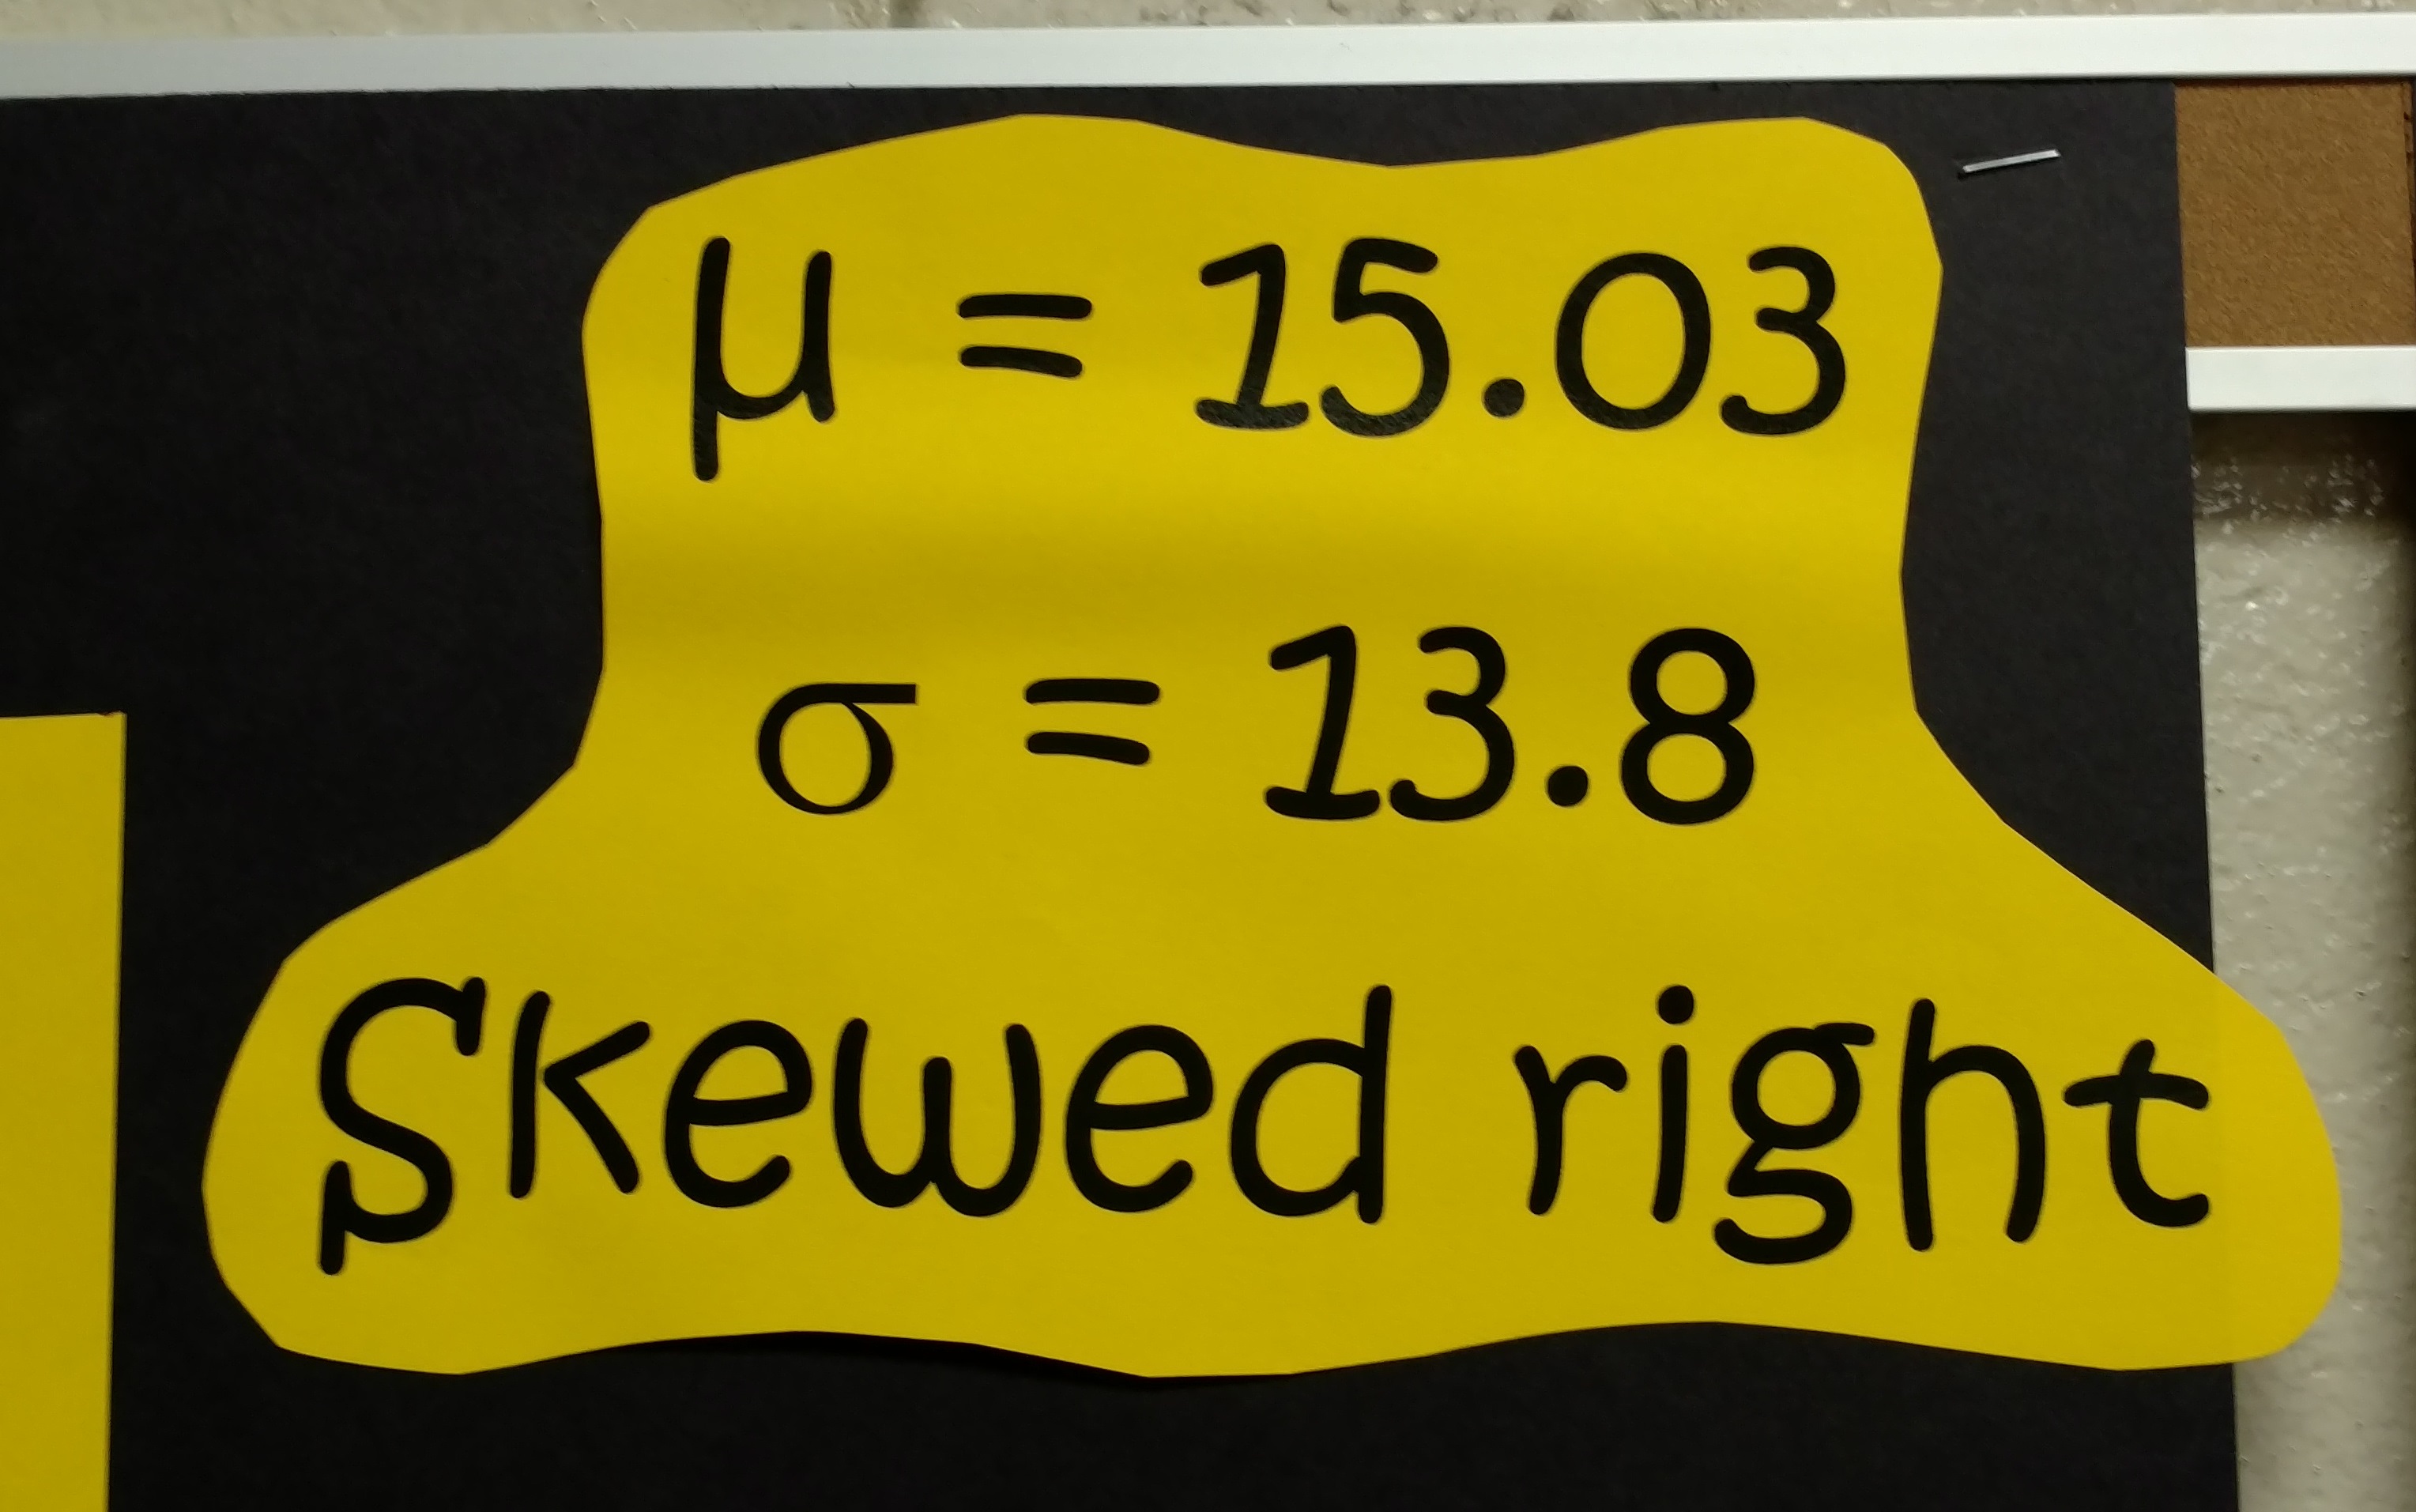 μ = 15.03
σ = 13.8
Skewed right